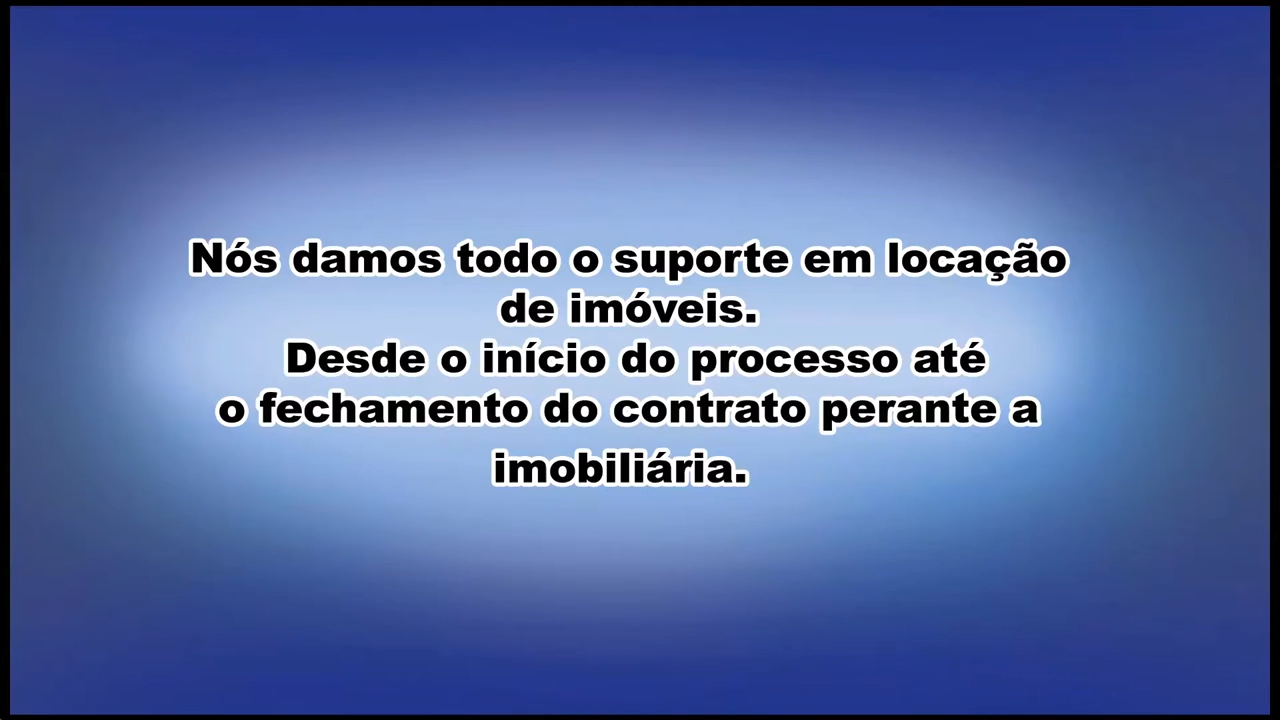 Nós damos todo o suporte em locação
de imóveis.
Desde o início do processo até
o fechamento do contrato perante a
imobiliária.